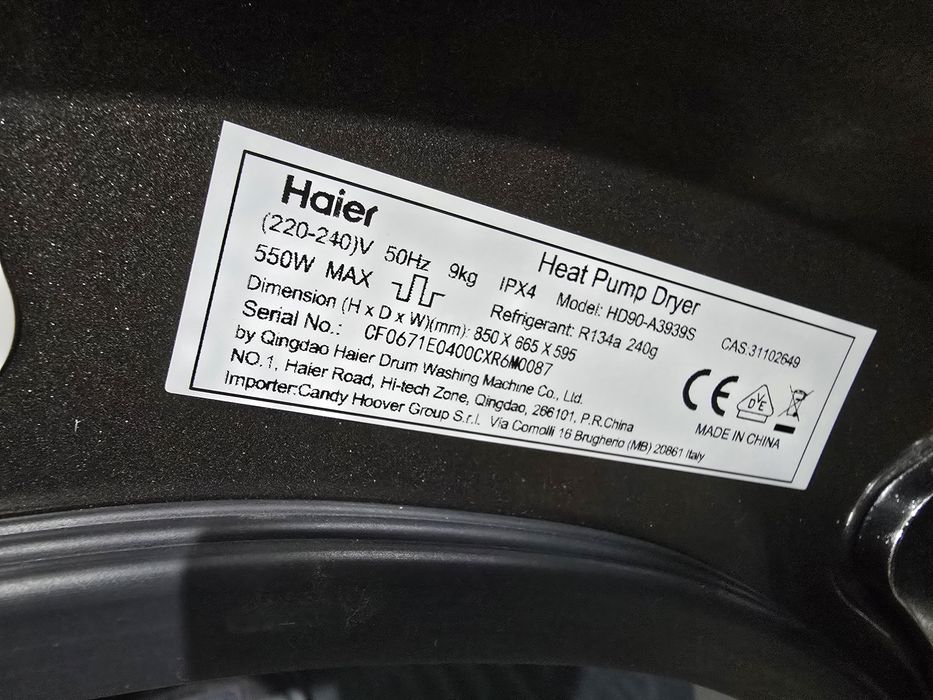 Haier
Heat Pump Dryer
(220-240)V 50Hz 9kg IPX4 Model: HD90-A3939S CAS:31102649
550W MAX Refrigerant: R134a 240g
Dimension (H x D x W)(mm): 850 X 665 X 595
Serial No.: CF0671E0400CXR6M0087
by Qingdao Haier Drum Washing Machine Co., Ltd.
NO.1, Haier Road, Hi-tech Zone, Qingdao, 266101, P.R.China
Importer:Candy Hoover Group S.r.l. Via Comolli 16 Brugherio (MB) 20861 Italy
CE
DVE
MADE IN CHINA